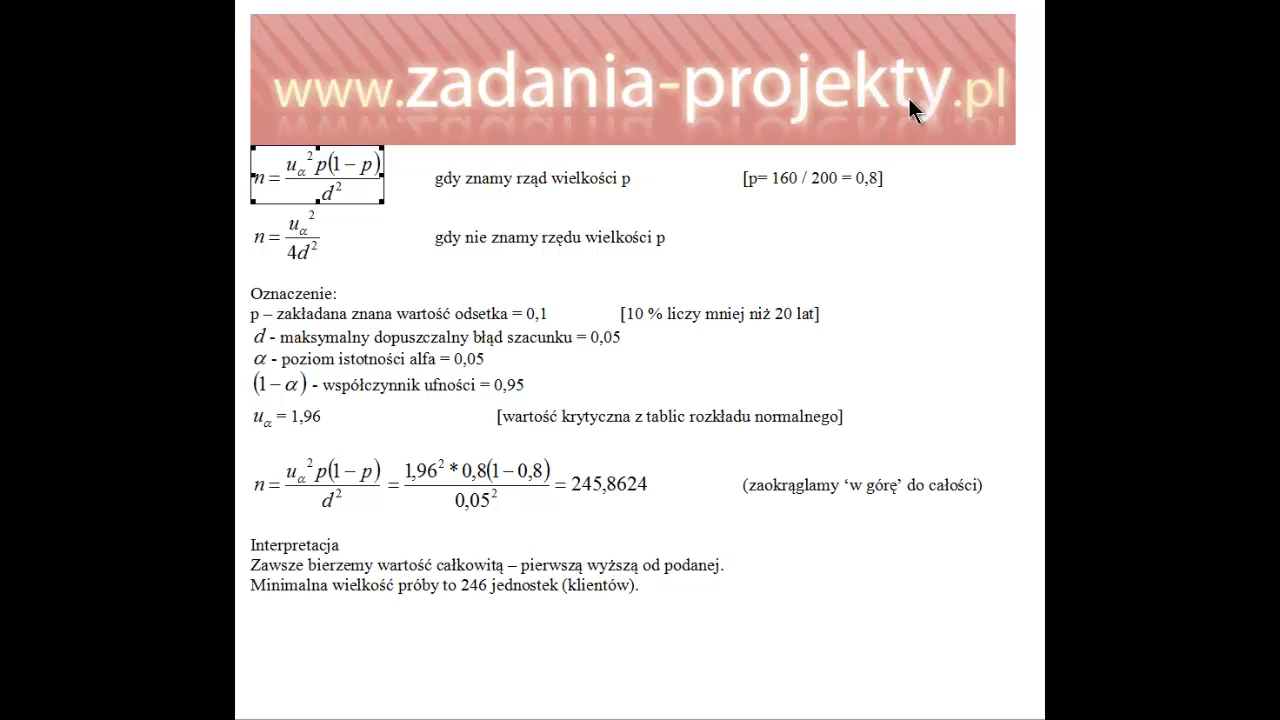 www.zadania-projekty.pl
n = u_α² p(1 − p) / d² gdy znamy rząd wielkości p [p= 160 / 200 = 0,8]
n = u_α² / 4d² gdy nie znamy rzędu wielkości p
Oznaczenie:
p – zakładana znana wartość odsetka = 0,1 [10 % liczy mniej niż 20 lat]
d - maksymalny dopuszczalny błąd szacunku = 0,05
α - poziom istotności alfa = 0,05
(1 − α) - współczynnik ufności = 0,95
u_α = 1,96 [wartość krytyczna z tablic rozkładu normalnego]
n = u_α² p(1 − p) / d² = 1,96² * 0,8(1 − 0,8) / 0,05² = 245,8624 (zaokrąglamy ‘w górę’ do całości)
Interpretacja
Zawsze bierzemy wartość całkowitą – pierwszą wyższą od podanej.
Minimalna wielkość próby to 246 jednostek (klientów).